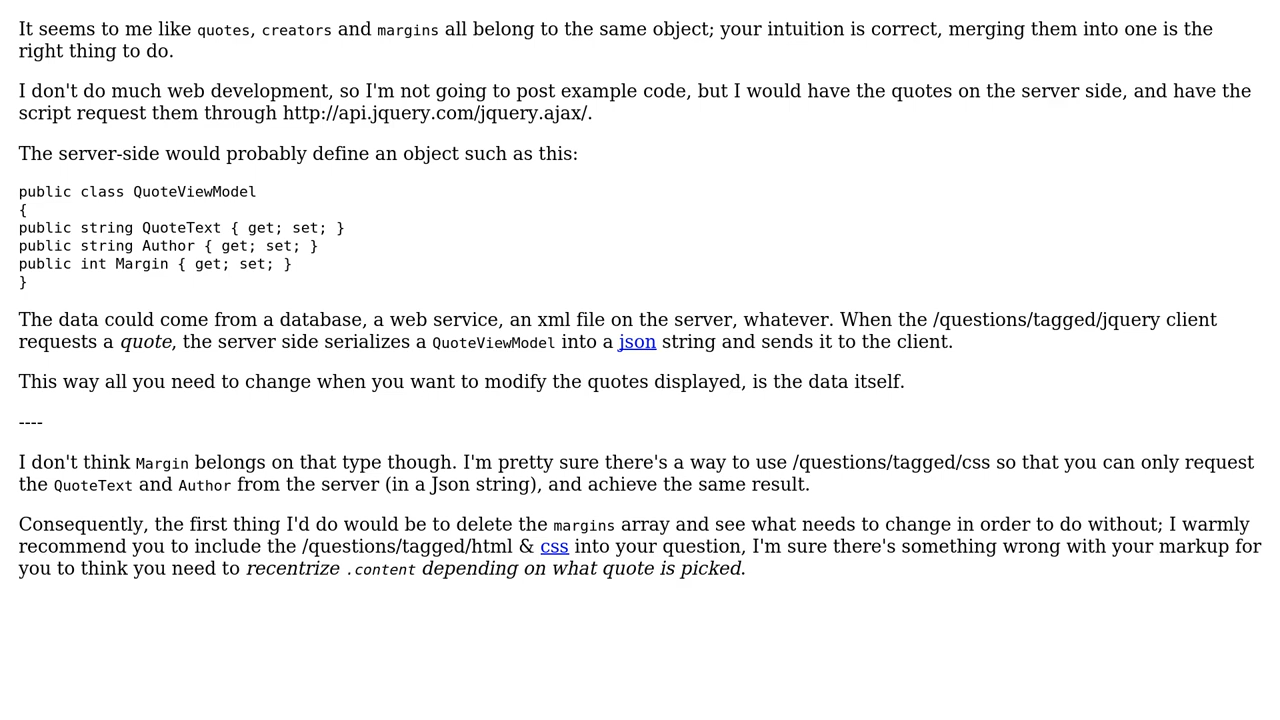 It seems to me like quotes, creators and margins all belong to the same object; your intuition is correct, merging them into one is the
right thing to do.
I don't do much web development, so I'm not going to post example code, but I would have the quotes on the server side, and have the
script request them through http://api.jquery.com/jquery.ajax/.
The server-side would probably define an object such as this:
public class QuoteViewModel
{
public string QuoteText { get; set; }
public string Author { get; set; }
public int Margin { get; set; }
}
The data could come from a database, a web service, an xml file on the server, whatever. When the /questions/tagged/jquery client
requests a quote, the server side serializes a QuoteViewModel into a json string and sends it to the client.
This way all you need to change when you want to modify the quotes displayed, is the data itself.
----
I don't think Margin belongs on that type though. I'm pretty sure there's a way to use /questions/tagged/css so that you can only request
the QuoteText and Author from the server (in a Json string), and achieve the same result.
Consequently, the first thing I'd do would be to delete the margins array and see what needs to change in order to do without; I warmly
recommend you to include the /questions/tagged/html & css into your question, I'm sure there's something wrong with your markup for
you to think you need to recentrize .content depending on what quote is picked.